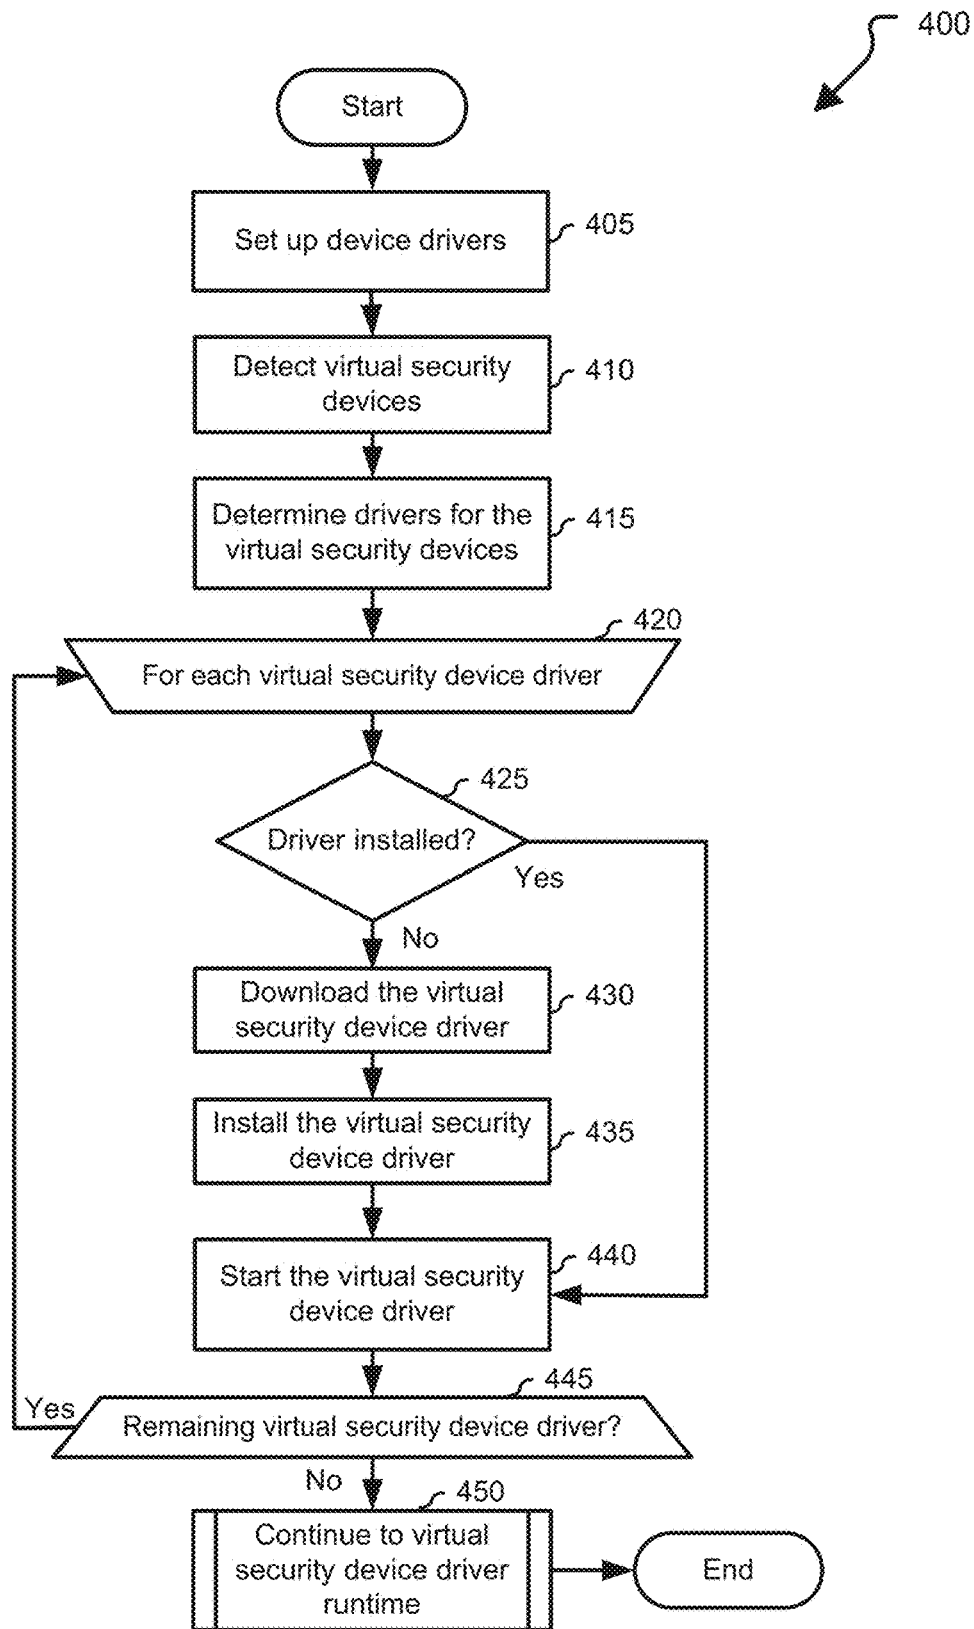 400
Start
Set up device drivers
405
Detect virtual security
devices
410
Determine drivers for the
virtual security devices
415
420
For each virtual security device driver
425
Driver installed?
Yes
No
Download the virtual
security device driver
430
Install the virtual security
device driver
435
Start the virtual security
device driver
440
445
Yes
Remaining virtual security device driver?
No
450
Continue to virtual
security device driver
runtime
End